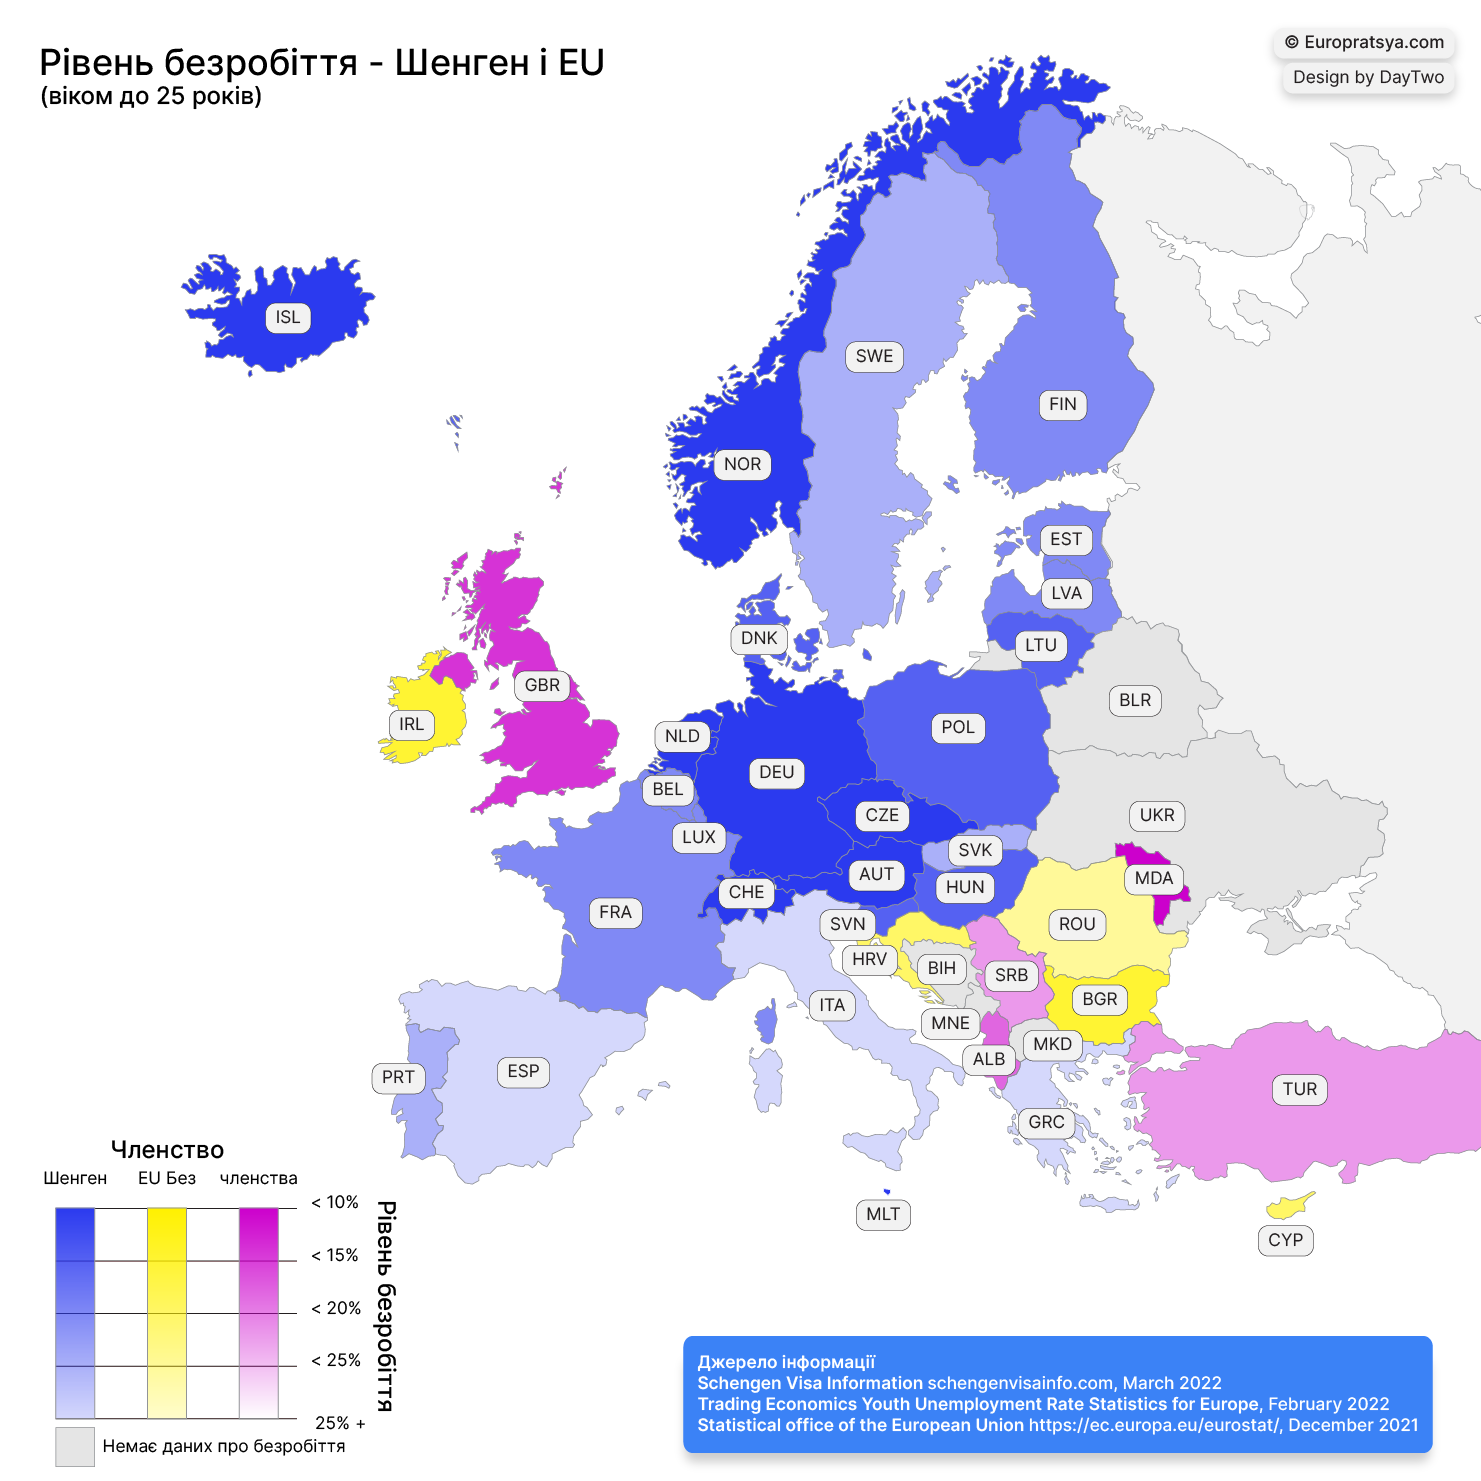 Рівень безробіття - Шенген і EU
(віком до 25 років)
© Europratsya.com
Design by DayTwo
ISL
SWE
FIN
NOR
EST
LVA
DNK
LTU
GBR
IRL
BLR
NLD
POL
DEU
BEL
CZE
UKR
LUX
SVK
AUT
MDA
HUN
CHE
FRA
SVN
ROU
HRV
BIH
SRB
BGR
ITA
MNE
MKD
ALB
ESP
PRT
TUR
GRC
MLT
CYP
Членство
Шенген EU Без членства
< 10%
< 15%
< 20%
< 25%
25% +
Рівень безробіття
Немає даних про безробіття
Джерело інформації
Schengen Visa Information schengenvisainfo.com, March 2022
Trading Economics Youth Unemployment Rate Statistics for Europe, February 2022
Statistical office of the European Union https://ec.europa.eu/eurostat/, December 2021